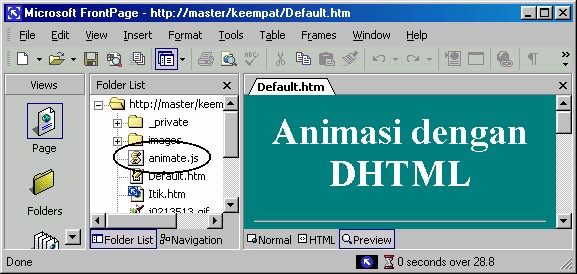 Microsoft FrontPage - http://master/keempat/Default.htm
File Edit View Insert Format Tools Table Frames Window Help
Views
Folder List
Default.htm
Page
Folders
http://master/keem
_private
images
animate.js
Default.htm
Itik.htm
j0213513.gif
Animasi dengan
DHTML
Folder List Navigation
Normal HTML Preview
Done
0 seconds over 28.8